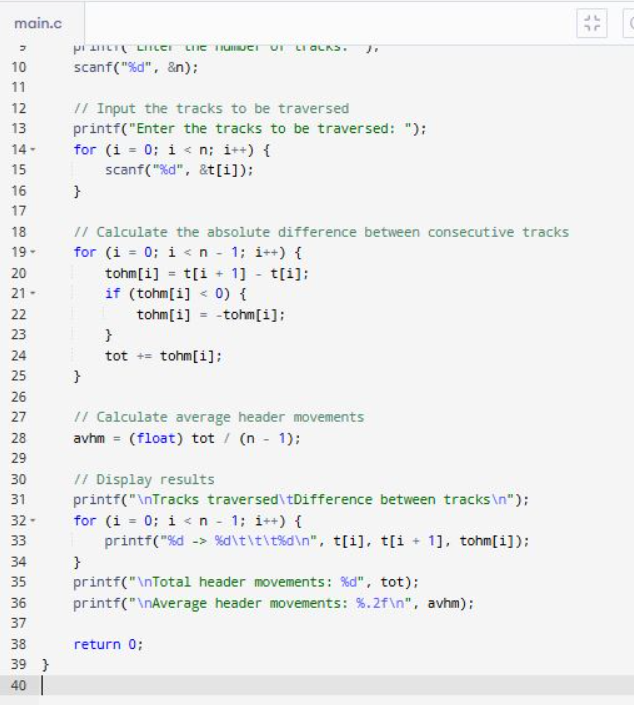 main.c
9 printf("Enter the number of tracks: ");
10 scanf("%d", &n);
11
12 // Input the tracks to be traversed
13 printf("Enter the tracks to be traversed: ");
14 for (i = 0; i < n; i++) {
15 scanf("%d", &t[i]);
16 }
17
18 // Calculate the absolute difference between consecutive tracks
19 for (i = 0; i < n - 1; i++) {
20 tohm[i] = t[i + 1] - t[i];
21 if (tohm[i] < 0) {
22 tohm[i] = -tohm[i];
23 }
24 tot += tohm[i];
25 }
26
27 // Calculate average header movements
28 avhm = (float) tot / (n - 1);
29
30 // Display results
31 printf("\nTracks traversed\tDifference between tracks\n");
32 for (i = 0; i < n - 1; i++) {
33 printf("%d -> %d\t\t\t%d\n", t[i], t[i + 1], tohm[i]);
34 }
35 printf("\nTotal header movements: %d", tot);
36 printf("\nAverage header movements: %.2f\n", avhm);
37
38 return 0;
39 }
40